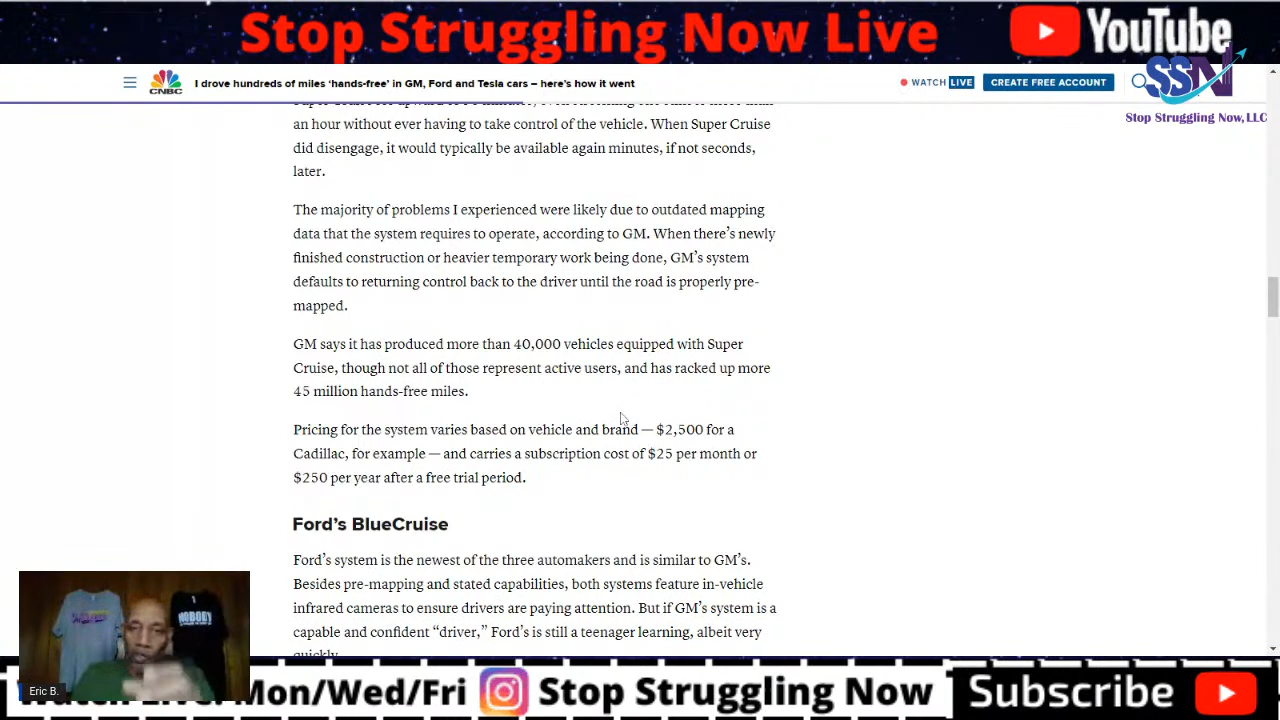 Stop Struggling Now Live
YouTube
CNBC
I drove hundreds of miles ‘hands-free’ in GM, Ford and Tesla cars – here’s how it went
WATCH LIVE
CREATE FREE ACCOUNT
SSN
Stop Struggling Now, LLC
an hour without ever having to take control of the vehicle. When Super Cruise
did disengage, it would typically be available again minutes, if not seconds,
later.
The majority of problems I experienced were likely due to outdated mapping
data that the system requires to operate, according to GM. When there’s newly
finished construction or heavier temporary work being done, GM’s system
defaults to returning control back to the driver until the road is properly pre-
mapped.
GM says it has produced more than 40,000 vehicles equipped with Super
Cruise, though not all of those represent active users, and has racked up more
45 million hands-free miles.
Pricing for the system varies based on vehicle and brand — $2,500 for a
Cadillac, for example — and carries a subscription cost of $25 per month or
$250 per year after a free trial period.
Ford’s BlueCruise
Ford’s system is the newest of the three automakers and is similar to GM’s.
Besides pre-mapping and stated capabilities, both systems feature in-vehicle
infrared cameras to ensure drivers are paying attention. But if GM’s system is a
capable and confident “driver,” Ford’s is still a teenager learning, albeit very
quickly.
NOBODY
Eric B.
Mon/Wed/Fri
Stop Struggling Now
Subscribe